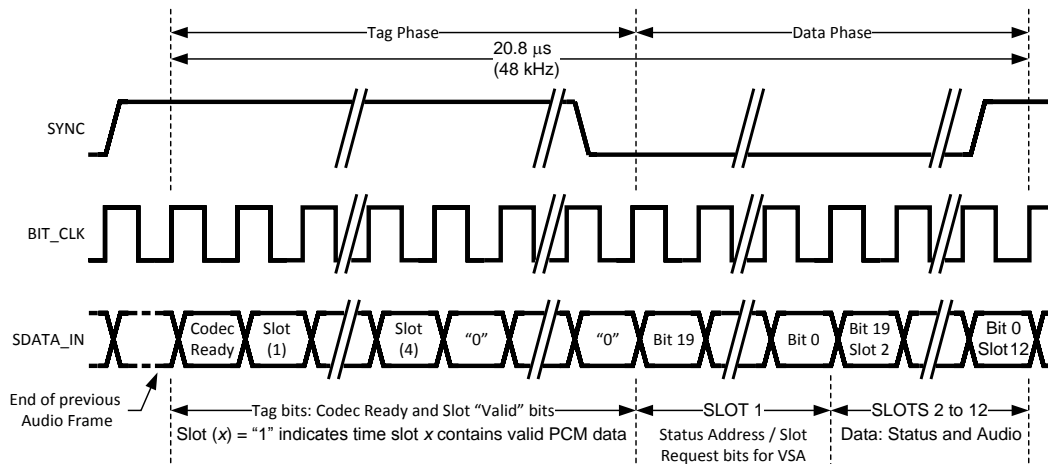 Tag Phase
Data Phase
20.8 μs
(48 kHz)
SYNC
BIT_CLK
SDATA_IN
Codec
Ready
Slot
(1)
Slot
(4)
“0”
“0”
Bit 19
Bit 0
Bit 19
Slot 2
Bit 0
Slot12
End of previous
Audio Frame
Tag bits: Codec Ready and Slot “Valid” bits
Slot (x) = “1” indicates time slot x contains valid PCM data
SLOT 1
Status Address / Slot
Request bits for VSA
SLOTS 2 to 12
Data: Status and Audio